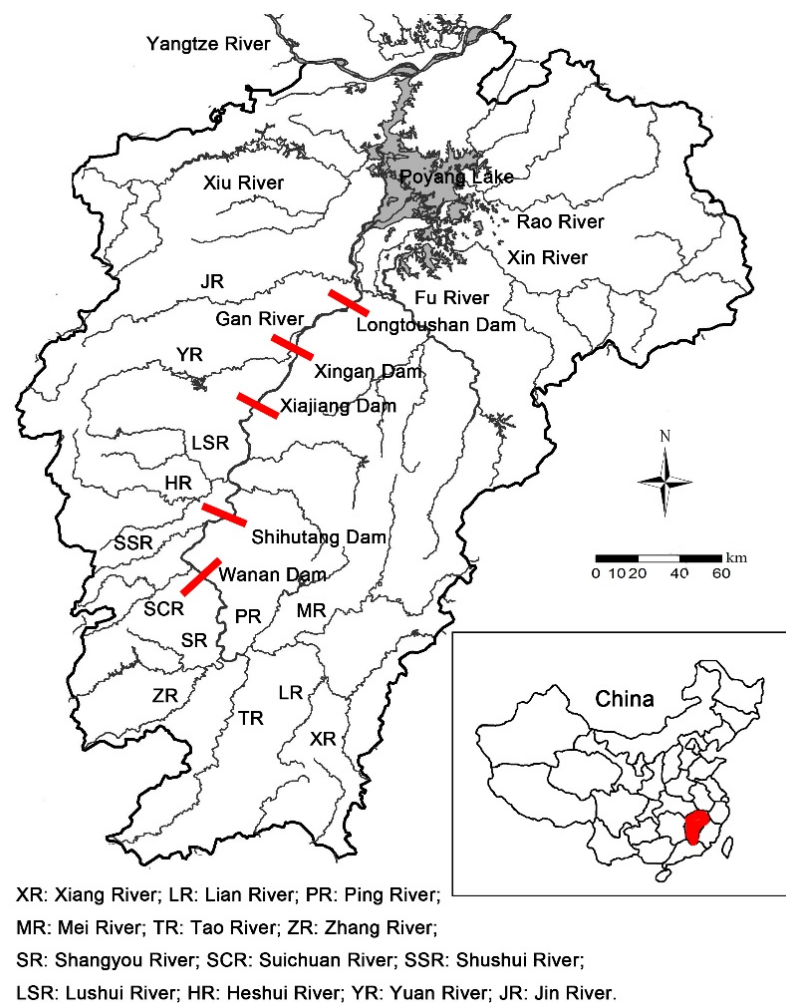 Yangtze River
Poyang Lake
Xiu River
Rao River
Xin River
JR
Fu River
Gan River
Longtoushan Dam
YR
Xingan Dam
Xiajiang Dam
LSR
N
HR
SSR
Shihutang Dam
km
Wanan Dam
0 10 20 40 60
SCR
PR
MR
SR
ZR
LR
China
TR
XR
XR: Xiang River; LR: Lian River; PR: Ping River;
MR: Mei River; TR: Tao River; ZR: Zhang River;
SR: Shangyou River; SCR: Suichuan River; SSR: Shushui River;
LSR: Lushui River; HR: Heshui River; YR: Yuan River; JR: Jin River.